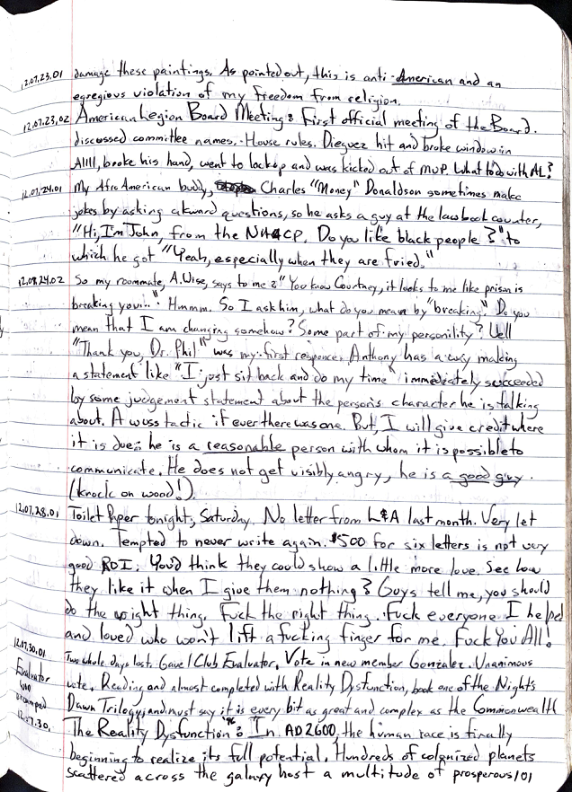 12.07.23.01 damage these paintings. As pointed out, this is anti-American and an
egregious violation of my freedom from religion.
12.07.23.02 American Legion Board Meeting: First official meeting of the Board.
discussed committee names. House rules. Dieguez hit and broke window in
A1111, broke his hand, went to lockup and was kicked out of MVP. What to do with AL?
12.07.24.01 My Afro American buddy, Charles "Money" Donaldson sometimes make
jokes by asking akward questions, so he asks a guy at the law book counter,
"Hi, I'm John, from the NAACP. Do you like black people?" to
which he got "Yeah, especially when they are fried."
12.07.24.02 So my roommate, A.Wise, says to me: "You know Courtney, it looks to me like prison is
breaking you...". Hmmm. So I ask him, what do you mean by "breaking". Do you
mean that I am changing somehow? Some part of my personility? Well
"Thank you, Dr. Phil" was my first response. Anthony has a way making
a statement like "I just sit back and do my time" immediately succeeded
by some judgement statement about the person's character he is talking
about. A wuss tactic if ever there was one. But, I will give credit where
it is due: he is a reasonable person with whom it is possible to
communicate. He does not get visibly angry, he is a good guy.
(knock on wood!).
12.07.28.01 Toilet Paper tonight, Saturday. No letter from L&A last month. Very let
down. Tempted to never write again. $500 for six letters is not very
good ROI. You'd think they could show a little more love. See how
they like it when I give them nothing? Guys tell me, you should
do the right thing. Fuck the right thing. Fuck everyone I helped
and loved who won't lift a fucking finger for me. Fuck You All!
12.07.30.01 Two whole days lost. Gavel Club Evaluator. Vote in new member Gonzalez. Unanimous
Evaluator vote. Reading and almost completed with Reality Dysfunction, book one of the Night's
Dawn Trilogy, and must say it is every bit as great and complex as the Commonwealth
12.07.30. The Reality Dysfunction: "In AD 2600, the human race is finally
beginning to realize its full potential. Hundreds of colonized planets
scattered across the galaxy host a multitude of prosperous